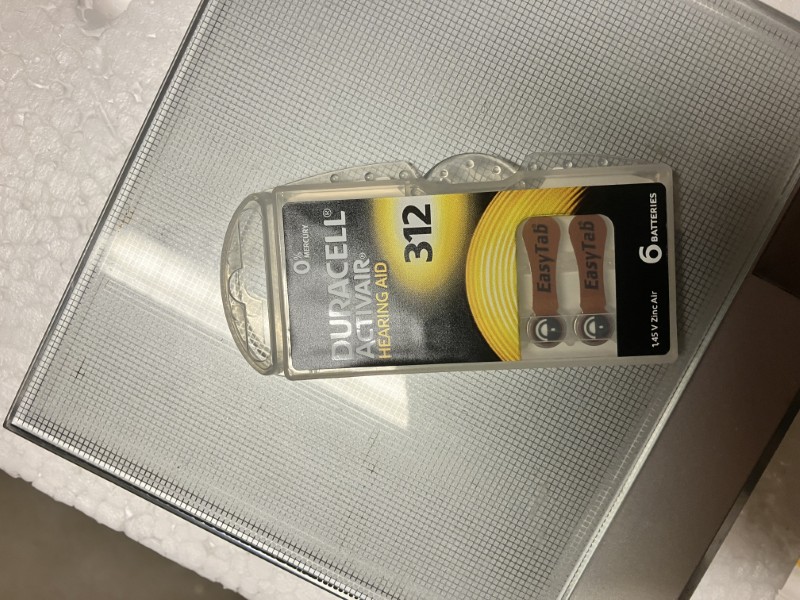 0% MERCURY
DURACELL®
ACTIVAIR®
HEARING AID
312
EasyTab
EasyTab
6 BATTERIES
1,45 V Zinc Air